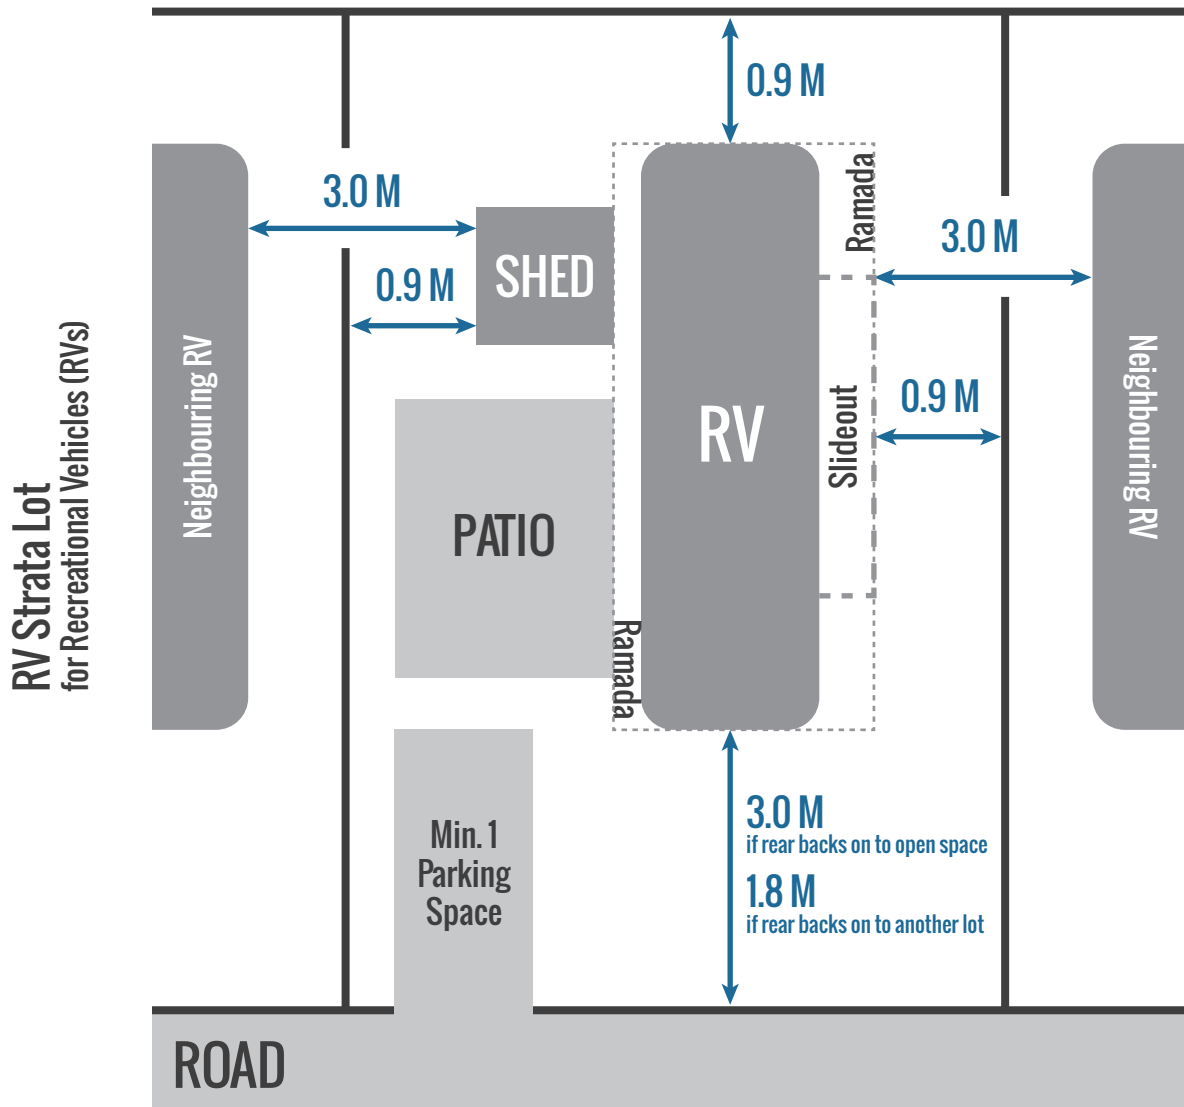 RV Strata Lot
for Recreational Vehicles (RVs)
0.9 M
3.0 M
Ramada
3.0 M
SHED
0.9 M
Neighbouring RV
RV
Slideout
0.9 M
Neighbouring RV
PATIO
Ramada
Min. 1
Parking
Space
3.0 M
if rear backs on to open space
1.8 M
if rear backs on to another lot
ROAD